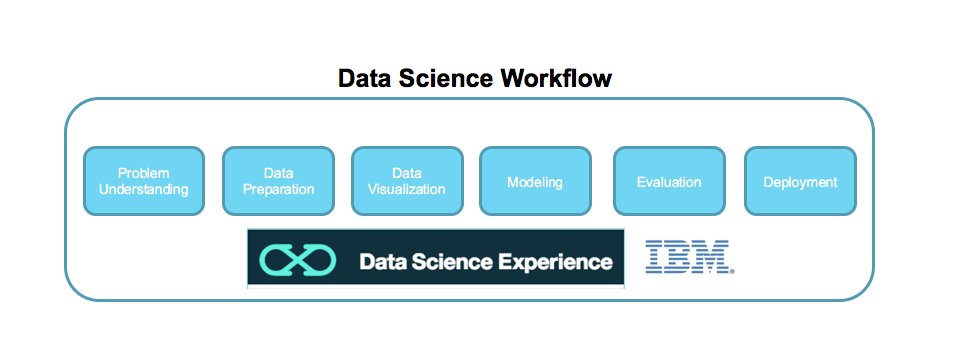 Data Science Workflow
Problem
Understanding
Data
Preparation
Data
Visualization
Modeling
Evaluation
Deployment
Data Science Experience
IBM®